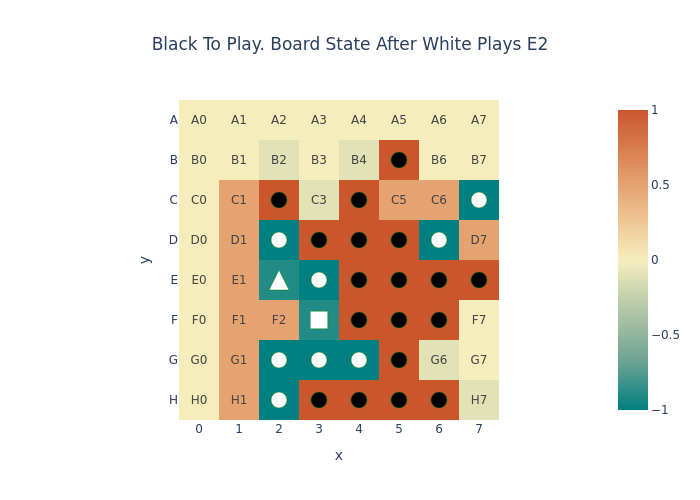 Black To Play. Board State After White Plays E2
A A0 A1 A2 A3 A4 A5 A6 A7
B B0 B1 B2 B3 B4 B6 B7
C C0 C1 C3 C5 C6
D D0 D1 D7
E E0 E1
F F0 F1 F2 F7
G G0 G1 G6 G7
H H0 H1 H7
0 1 2 3 4 5 6 7
x
y
1
0.5
0
−0.5
−1